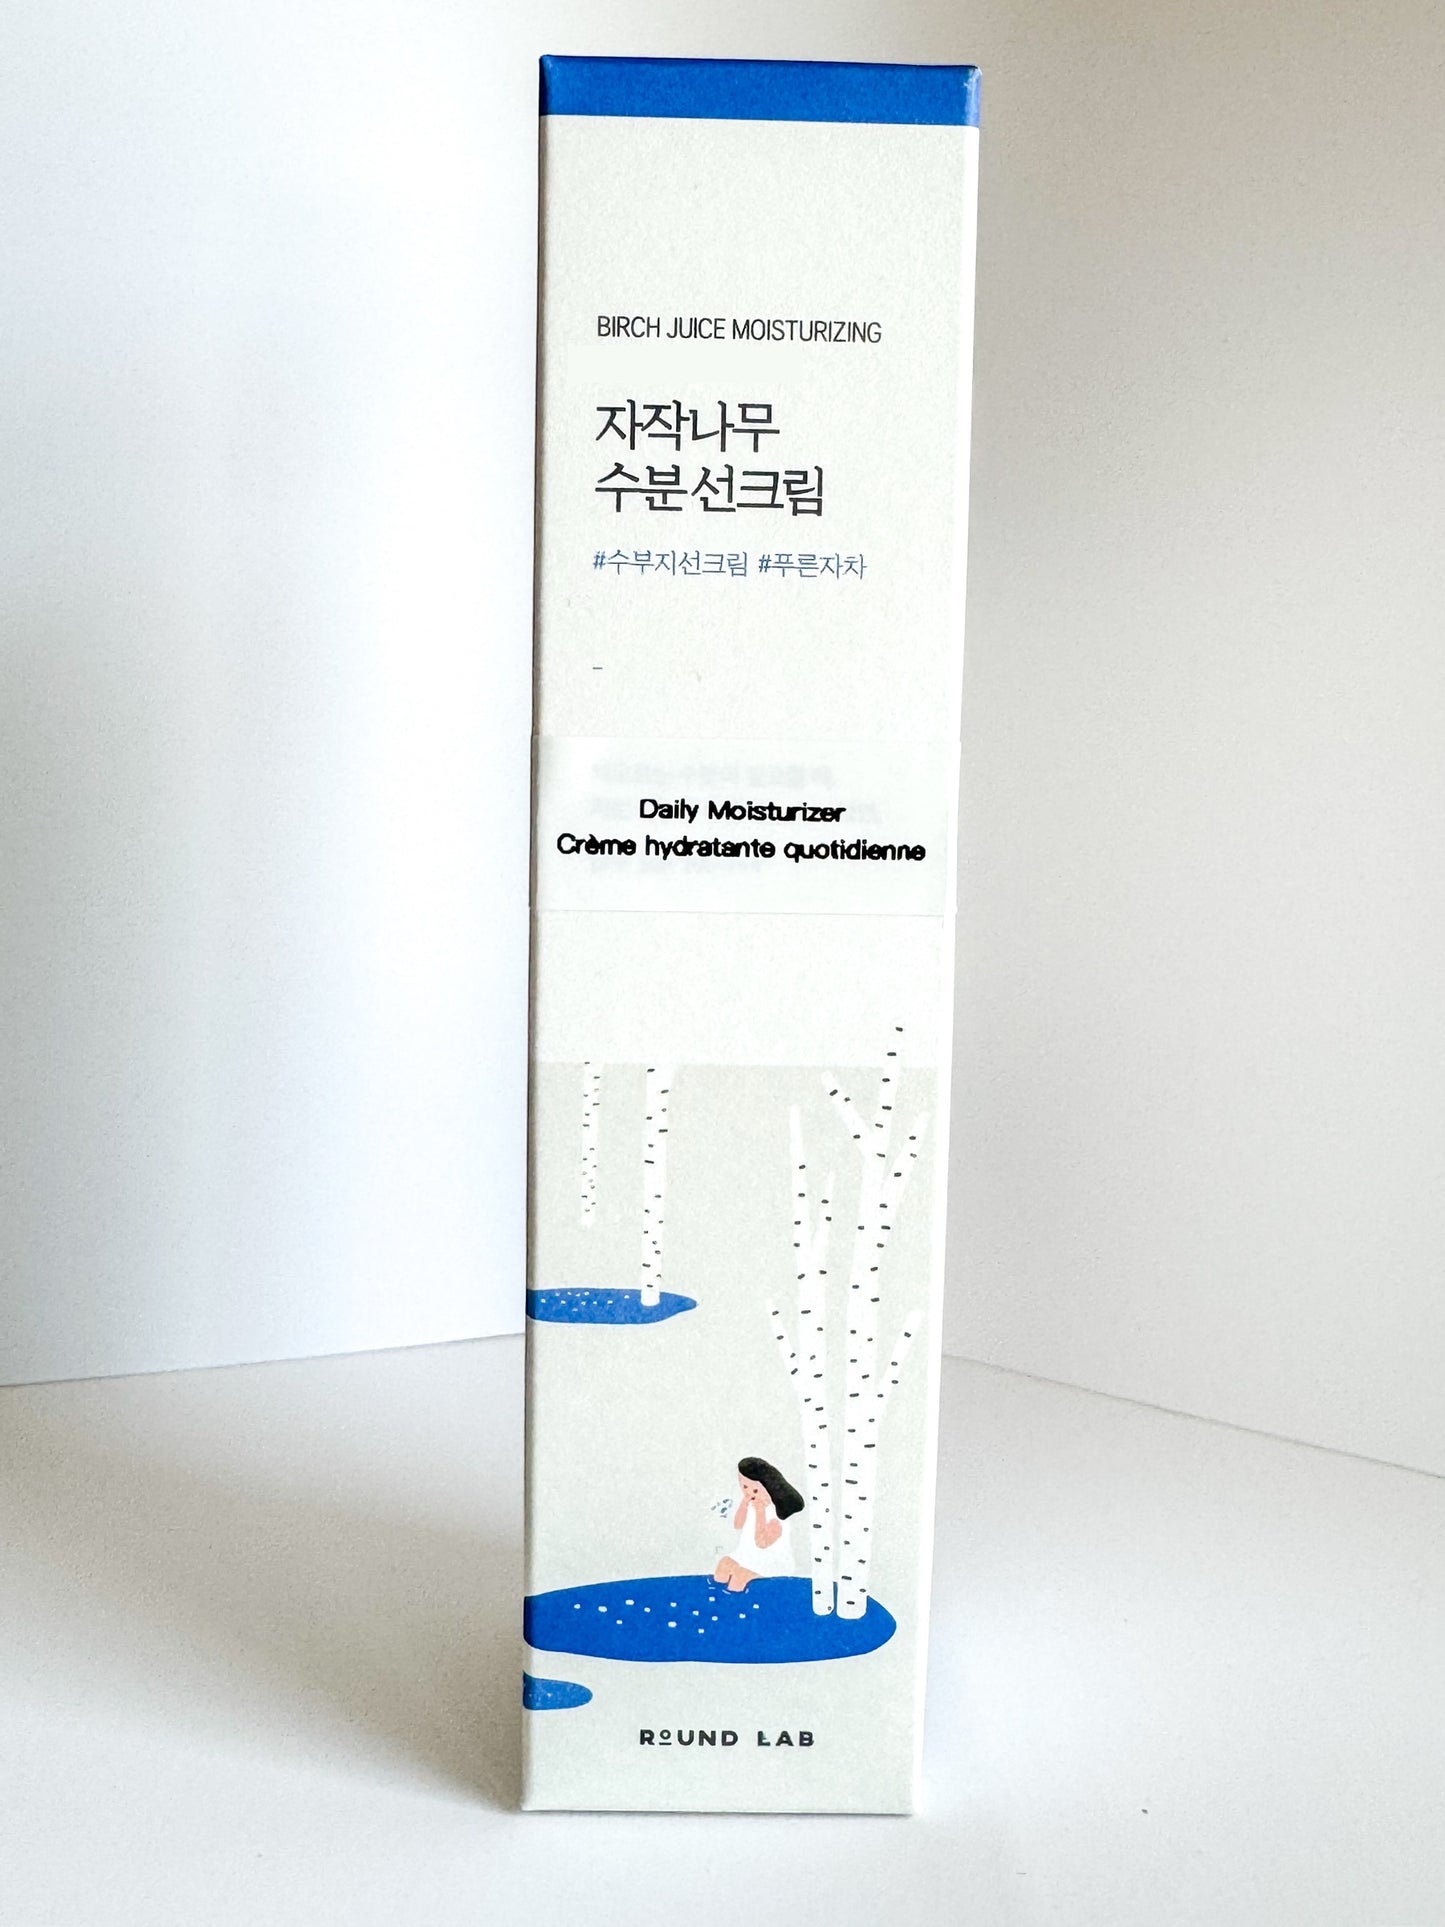 BIRCH JUICE MOISTURIZING
자작나무
수분 선크림
#수부지선크림 #푸른자차
Daily Moisturizer
Crème hydratante quotidienne
ROUND LAB